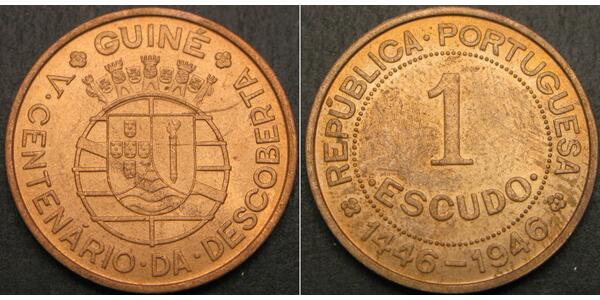 GUINÉ
V · CENTENÁRIO · DA · DESCOBERTA
REPÚBLICA · PORTUGUESA
1
· ESCUDO ·
1446 – 1946